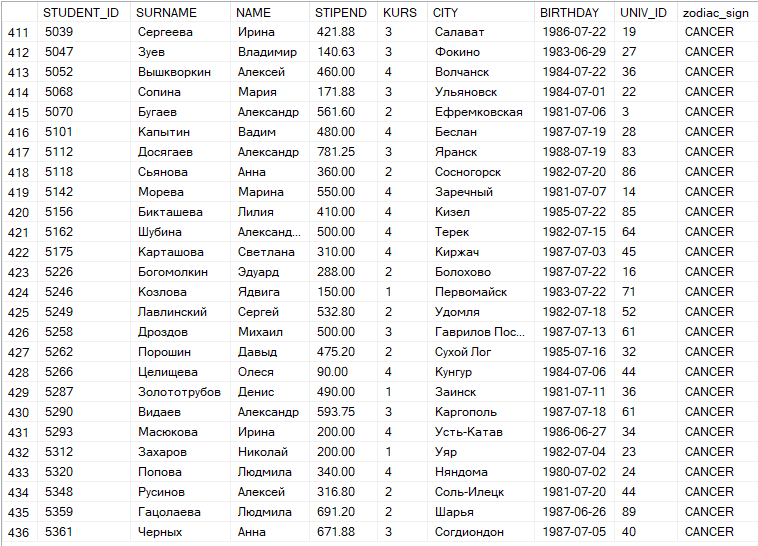 STUDENT_ID SURNAME NAME STIPEND KURS CITY BIRTHDAY UNIV_ID zodiac_sign
411 5039 Сергеева Ирина 421.88 3 Салават 1986-07-22 19 CANCER
412 5047 Зуев Владимир 140.63 3 Фокино 1983-06-29 27 CANCER
413 5052 Вышкворкин Алексей 460.00 4 Волчанск 1984-07-22 36 CANCER
414 5068 Сопина Мария 171.88 3 Ульяновск 1984-07-01 22 CANCER
415 5070 Бугаев Александр 561.60 2 Ефремковская 1981-07-06 3 CANCER
416 5101 Капытин Вадим 480.00 4 Беслан 1987-07-19 28 CANCER
417 5112 Досягаев Александр 781.25 3 Яранск 1988-07-19 83 CANCER
418 5118 Сьянова Анна 360.00 2 Сосногорск 1982-07-20 86 CANCER
419 5142 Морева Марина 550.00 4 Заречный 1981-07-07 14 CANCER
420 5156 Бикташева Лилия 410.00 4 Кизел 1985-07-22 85 CANCER
421 5162 Шубина Александ... 500.00 4 Терек 1982-07-15 64 CANCER
422 5175 Карташова Светлана 310.00 4 Киржач 1987-07-03 45 CANCER
423 5226 Богомолкин Эдуард 288.00 2 Болохово 1987-07-22 16 CANCER
424 5246 Козлова Ядвига 150.00 1 Первомайск 1983-07-22 71 CANCER
425 5249 Лавлинский Сергей 532.80 2 Удомля 1982-07-18 52 CANCER
426 5258 Дроздов Михаил 500.00 3 Гаврилов Пос... 1987-07-13 61 CANCER
427 5262 Порошин Давыд 475.20 2 Сухой Лог 1985-07-16 32 CANCER
428 5266 Целищева Олеся 90.00 4 Кунгур 1984-07-06 44 CANCER
429 5287 Золототрубов Денис 490.00 1 Заинск 1981-07-11 36 CANCER
430 5290 Видаев Александр 593.75 3 Каргополь 1987-07-18 61 CANCER
431 5293 Масюкова Ирина 200.00 4 Усть-Катав 1986-06-27 34 CANCER
432 5312 Захаров Николай 200.00 1 Уяр 1982-07-04 23 CANCER
433 5320 Попова Людмила 340.00 4 Няндома 1980-07-02 24 CANCER
434 5348 Русинов Алексей 316.80 2 Соль-Илецк 1981-07-20 44 CANCER
435 5359 Гацолаева Людмила 691.20 2 Шарья 1987-06-26 89 CANCER
436 5361 Черных Анна 671.88 3 Согдиондон 1987-07-05 40 CANCER